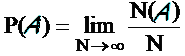 P(A) = lim N→∞ N(A)/N